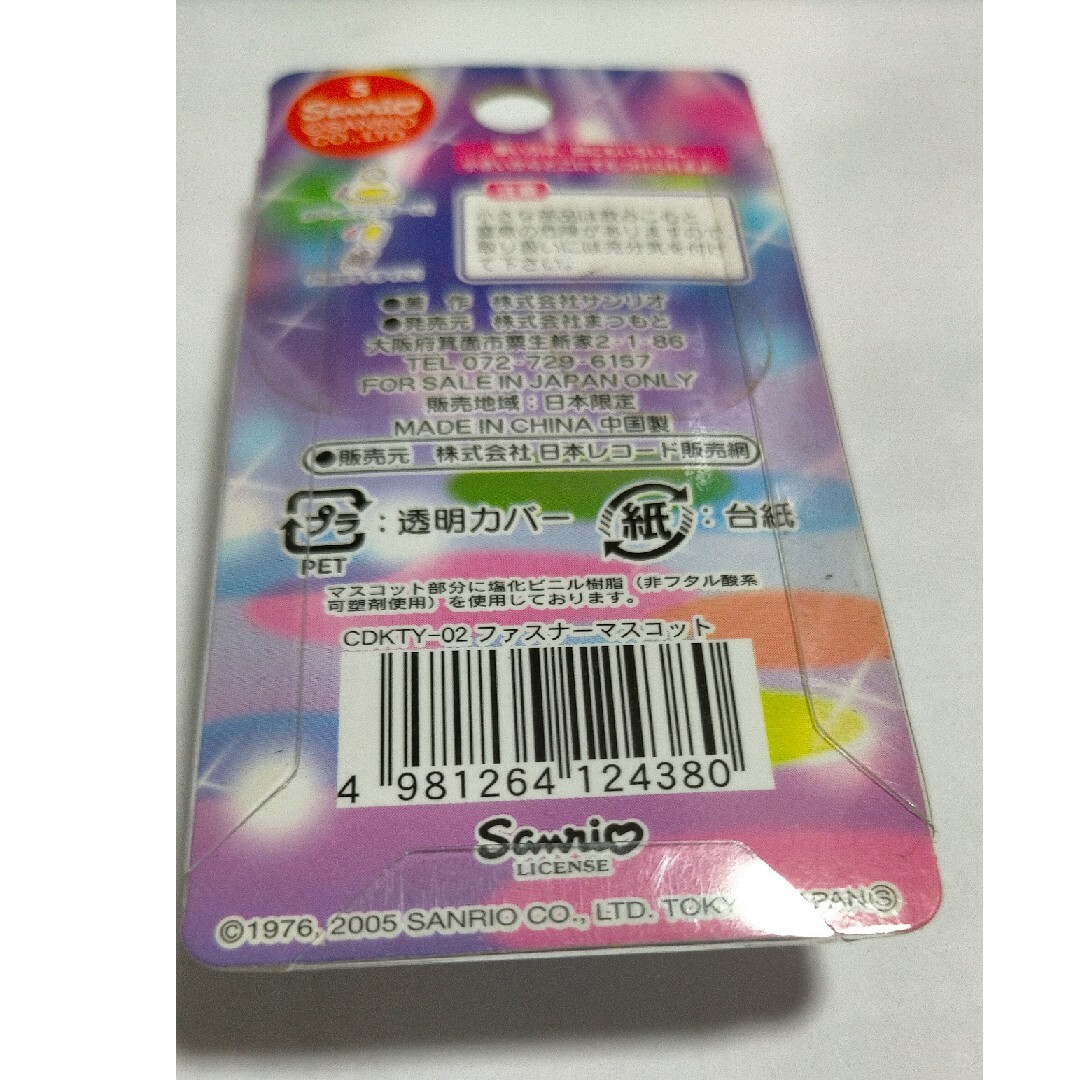 S
Sanrio
SANRIO
CO., LTD.
注意
小さな部品は飲みこむと
窒息の危険がありますので
取り扱いには充分気を付け
て下さい。
●著 作 株式会社サンリオ
●発売元 株式会社まつもと
大阪府箕面市粟生新家2-1-86
TEL 072-729-6157
FOR SALE IN JAPAN ONLY
販売地域:日本限定
MADE IN CHINA 中国製
●販売元 株式会社 日本レコード販売網
プラ:透明カバー 紙:台紙
PET
マスコット部分に塩化ビニル樹脂(非フタル酸系
可塑剤使用)を使用しております。
CDKTY-02 ファスナーマスコット
4 981264 124380
Sanrio
LICENSE
©1976, 2005 SANRIO CO., LTD. JAPAN③